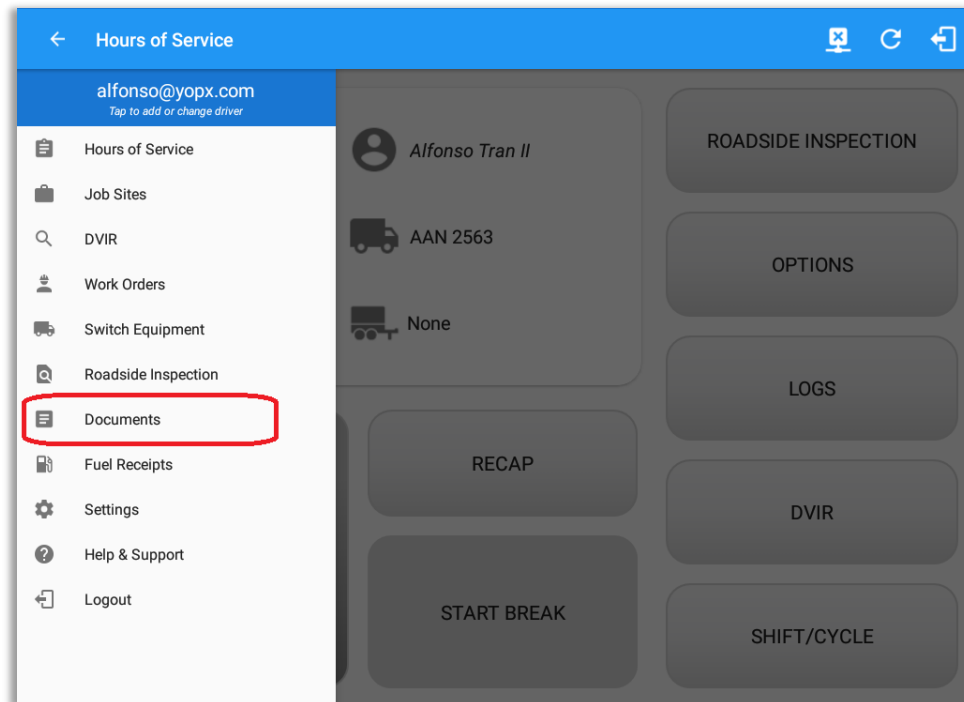 Hours of Service
alfonso@yopx.com
Tap to add or change driver
Hours of Service
Job Sites
DVIR
Work Orders
Switch Equipment
Roadside Inspection
Documents
Fuel Receipts
Settings
Help & Support
Logout
Alfonso Tran II
AAN 2563
None
RECAP
START BREAK
ROADSIDE INSPECTION
OPTIONS
LOGS
DVIR
SHIFT/CYCLE